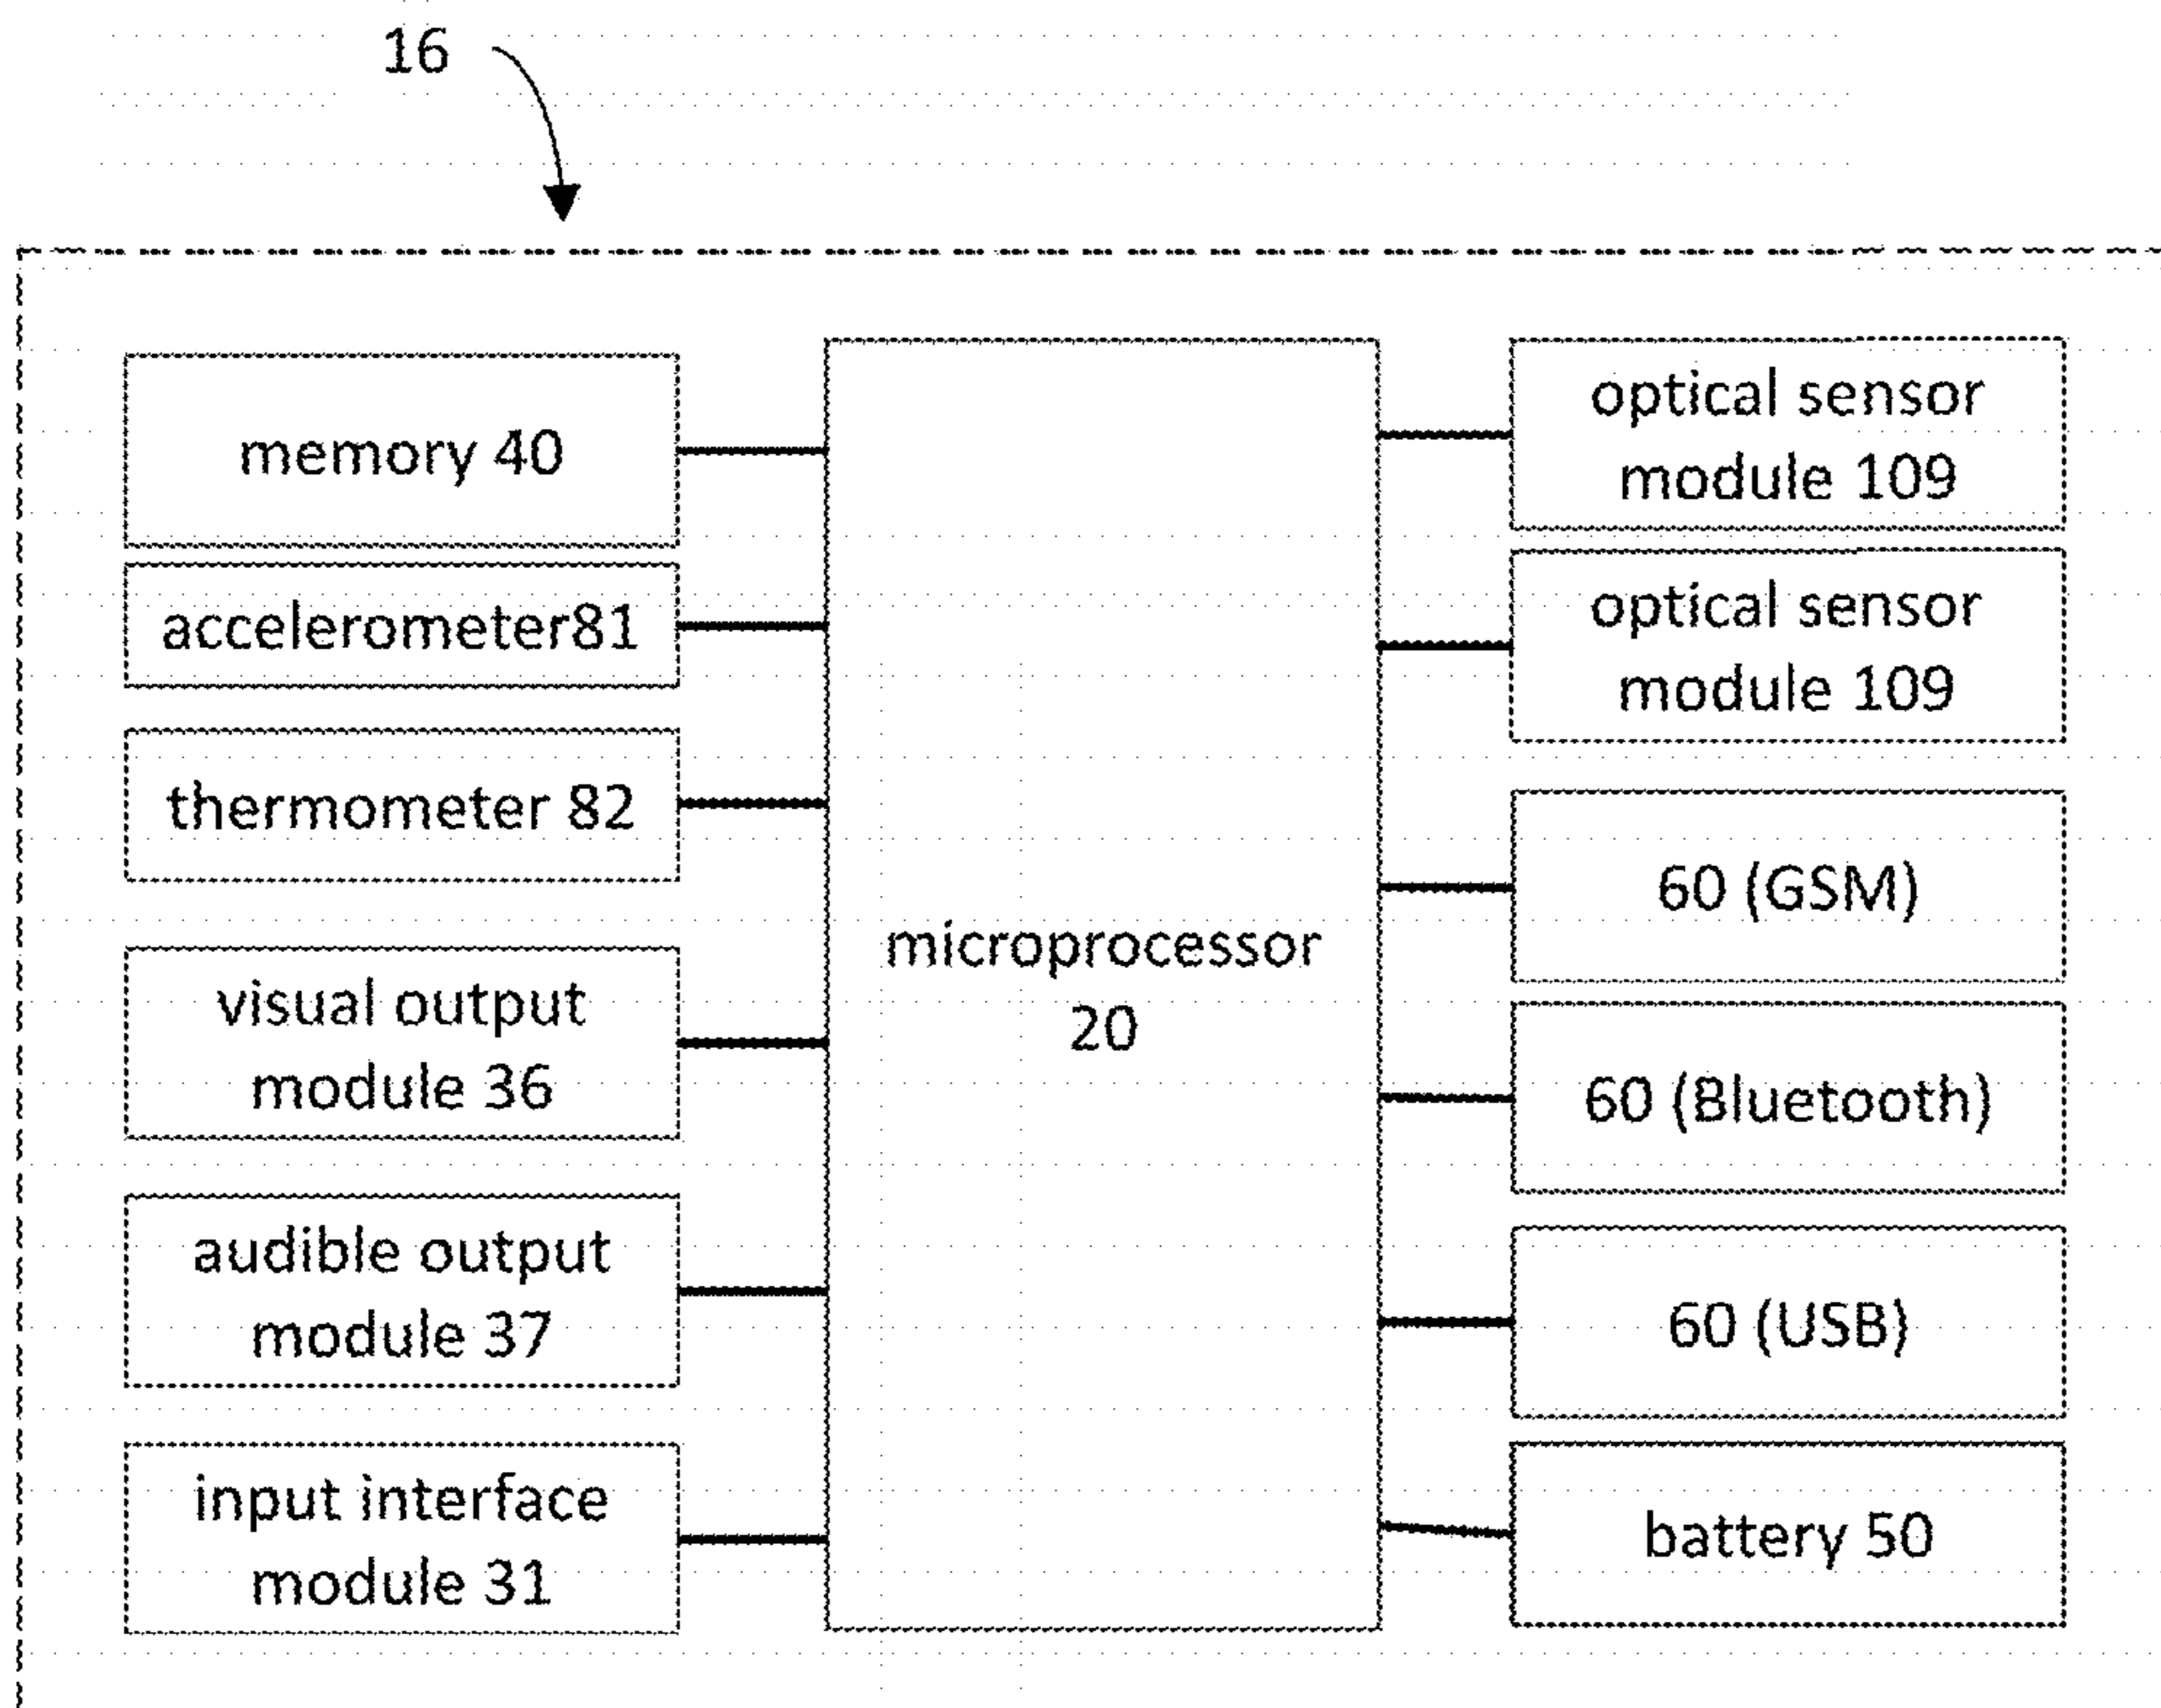 16
memory 40
accelerometer81
thermometer 82
visual output
module 36
audible output
module 37
input interface
module 31
microprocessor
20
optical sensor
module 109
optical sensor
module 109
60 (GSM)
60 (Bluetooth)
60 (USB)
battery 50